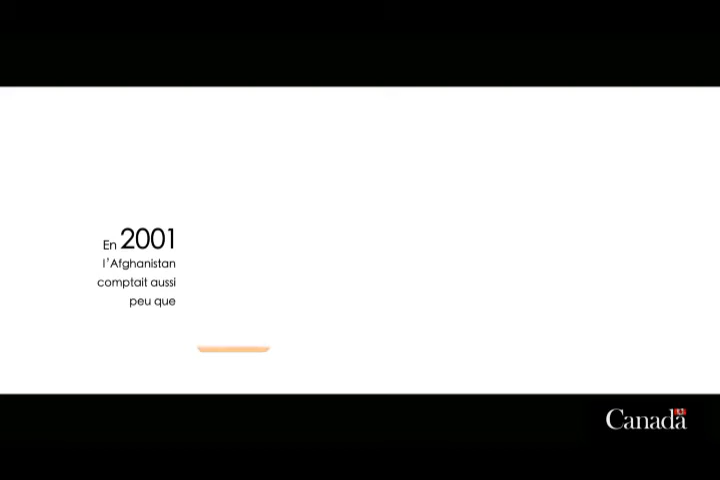 En 2001
l'Afghanistan
comptait aussi
peu que
Canada